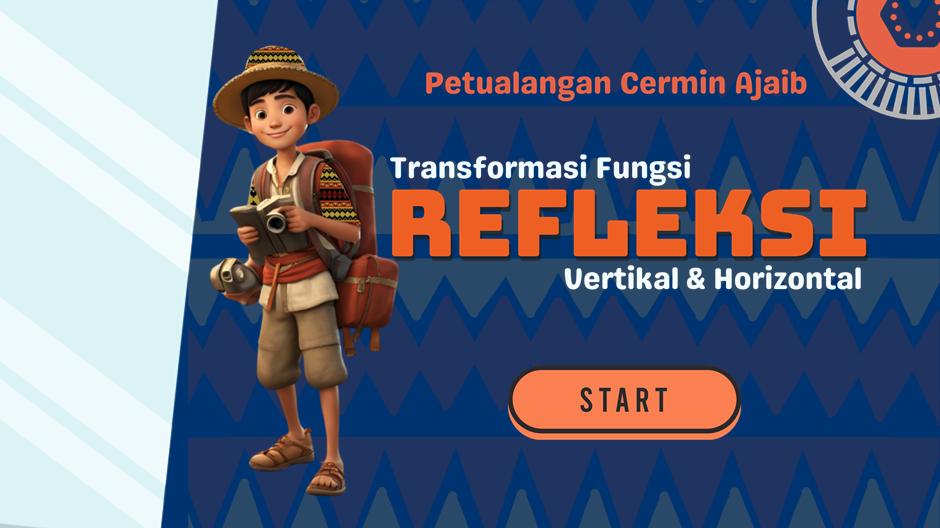 Petualangan Cermin Ajaib
Transformasi Fungsi
REFLEKSI
Vertikal & Horizontal
START